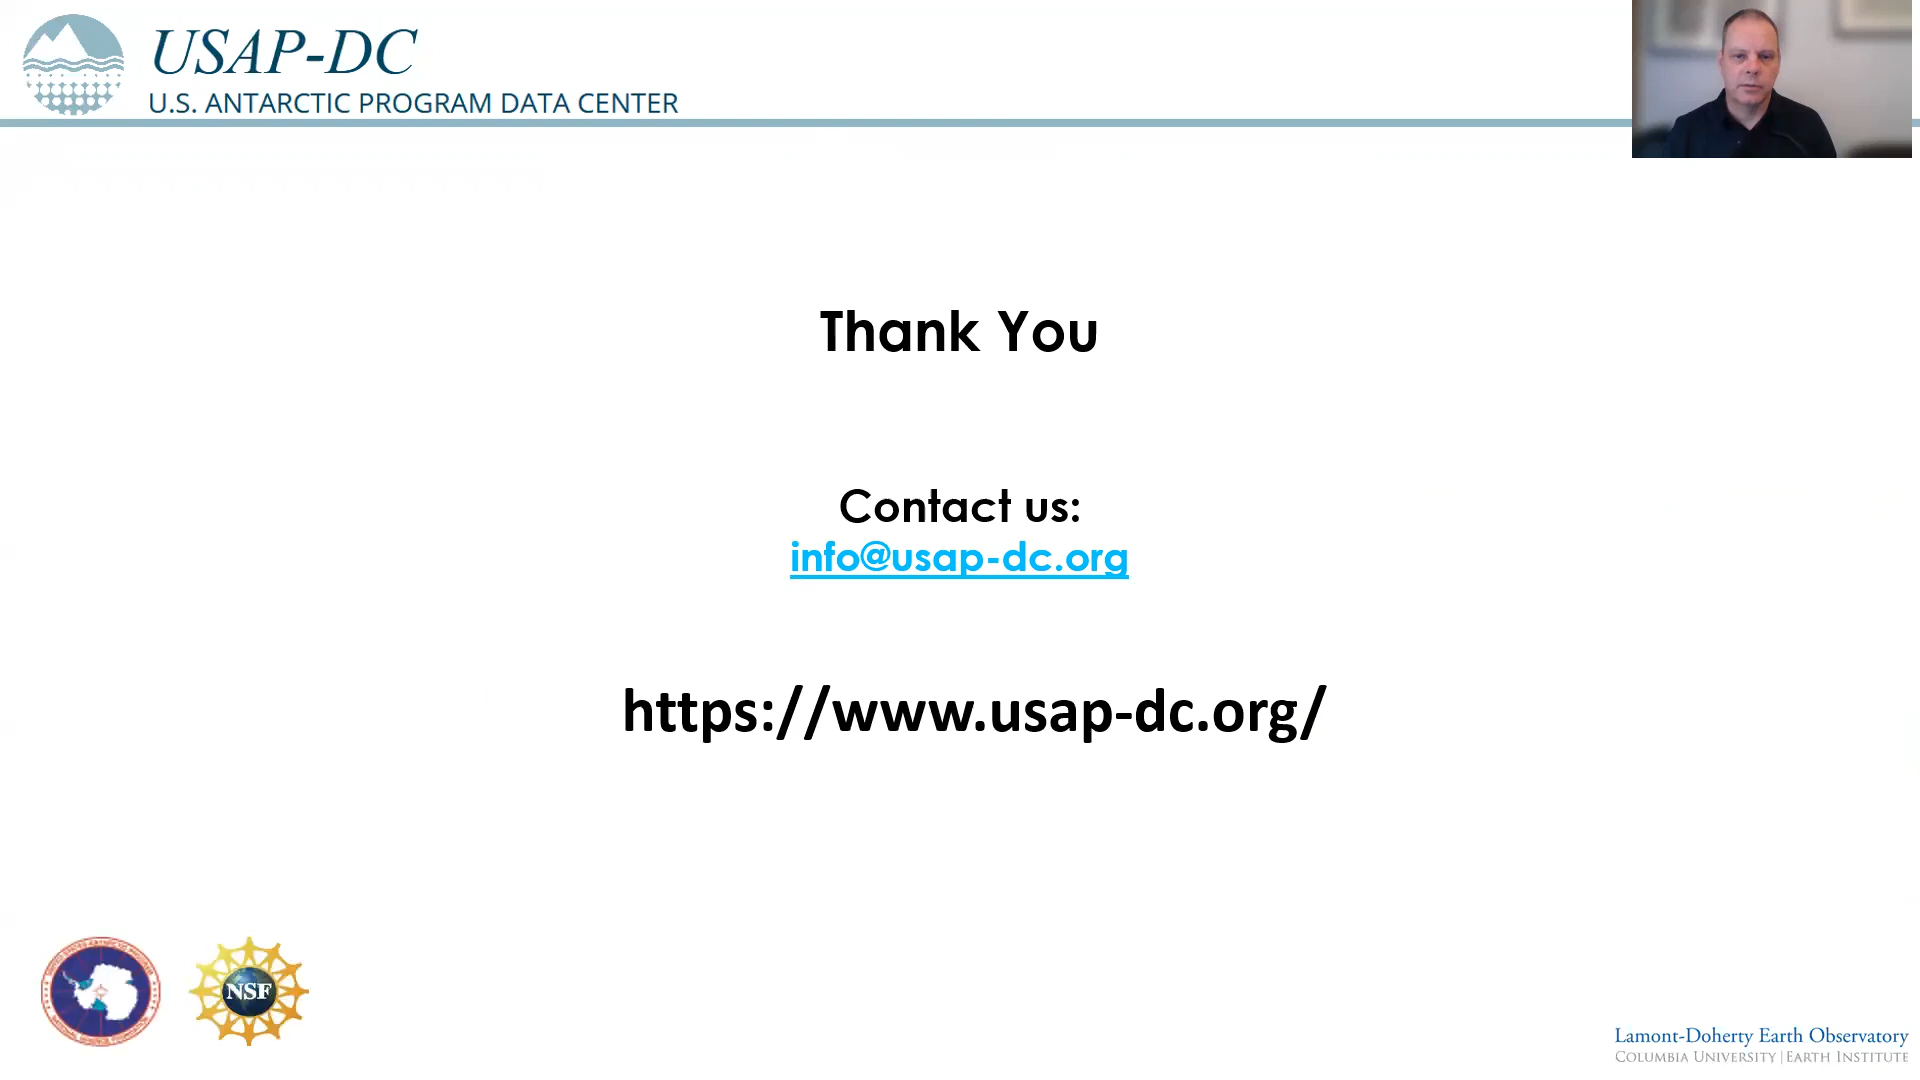 USAP-DC
U.S. ANTARCTIC PROGRAM DATA CENTER
Thank You
Contact us:
info@usap-dc.org
https://www.usap-dc.org/
NSF
Lamont-Doherty Earth Observatory
COLUMBIA UNIVERSITY | EARTH INSTITUTE